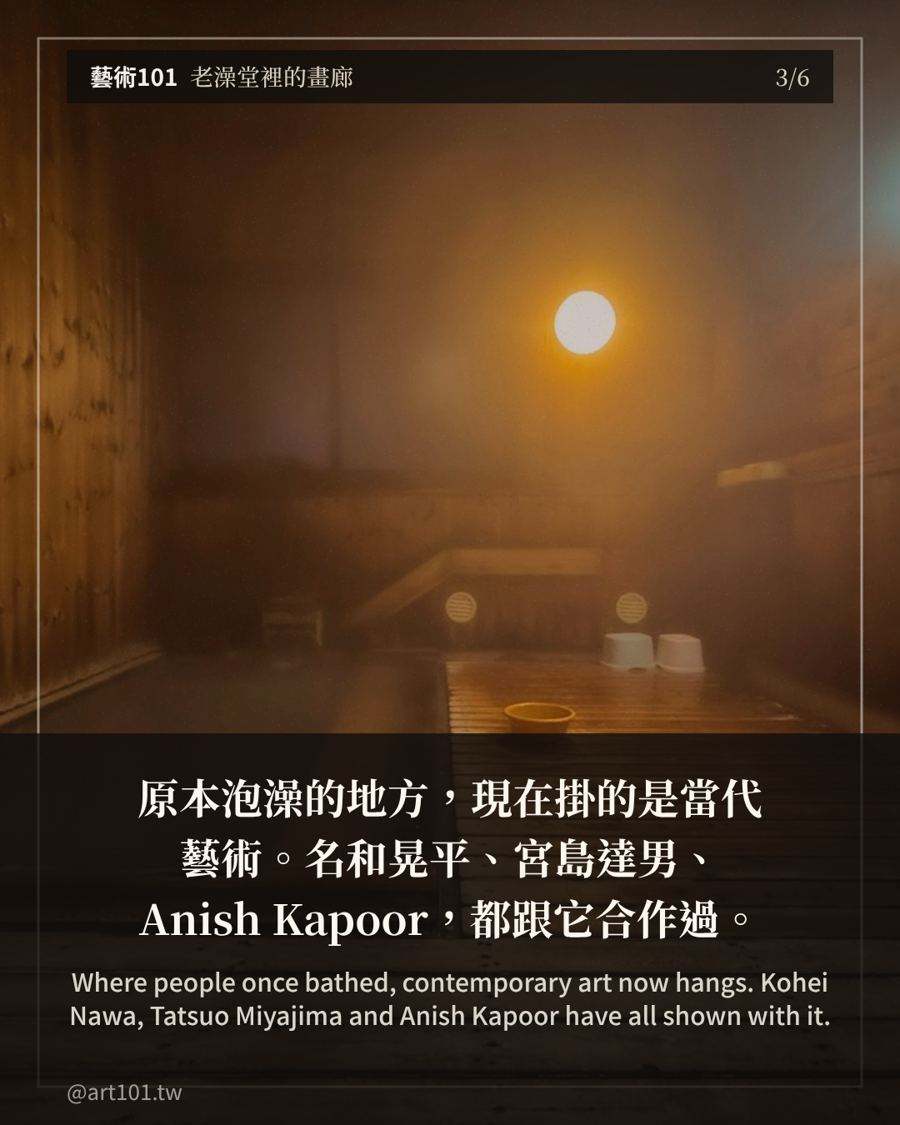 藝術101 老澡堂裡的畫廊 3/6
原本泡澡的地方，現在掛的是當代
藝術。名和晃平、宮島達男、
Anish Kapoor，都跟它合作過。
Where people once bathed, contemporary art now hangs. Kohei
Nawa, Tatsuo Miyajima and Anish Kapoor have all shown with it.
@art101.tw